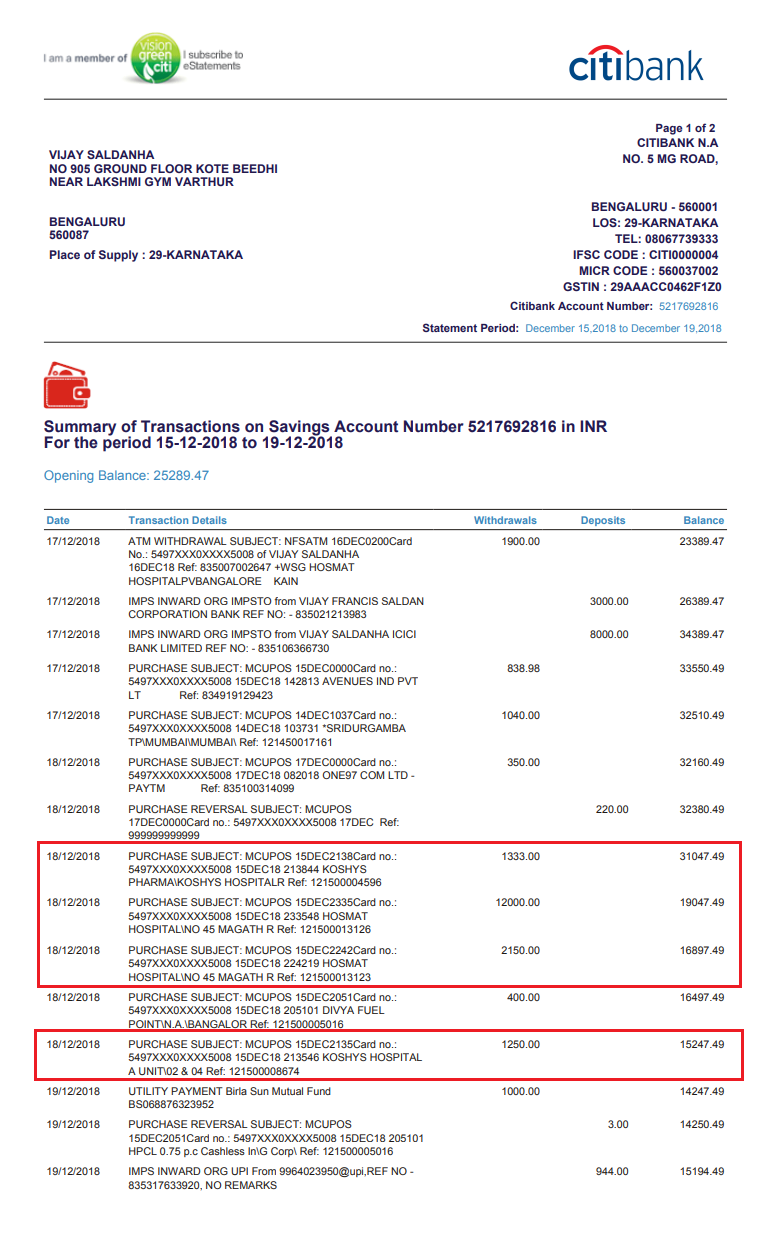 I am a member of
vision
green
citi
I subscribe to
eStatements
citibank
Page 1 of 2
CITIBANK N.A
NO. 5 MG ROAD,
VIJAY SALDANHA
NO 905 GROUND FLOOR KOTE BEEDHI
NEAR LAKSHMI GYM VARTHUR
BENGALURU
560087
Place of Supply : 29-KARNATAKA
BENGALURU - 560001
LOS: 29-KARNATAKA
TEL: 08067739333
IFSC CODE : CITI0000004
MICR CODE : 560037002
GSTIN : 29AAACC0462F1Z0
Citibank Account Number: 5217692816
Statement Period: December 15,2018 to December 19,2018
Summary of Transactions on Savings Account Number 5217692816 in INR
For the period 15-12-2018 to 19-12-2018
Opening Balance: 25289.47
Date Transaction Details Withdrawals Deposits Balance
17/12/2018 ATM WITHDRAWAL SUBJECT: NFSATM 16DEC0200Card 1900.00 23389.47
No.: 5497XXX0XXXX5008 of VIJAY SALDANHA
16DEC18 Ref: 835007002647 +WSG HOSMAT
HOSPITALPVBANGALORE KAIN
17/12/2018 IMPS INWARD ORG IMPSTO from VIJAY FRANCIS SALDAN 3000.00 26389.47
CORPORATION BANK REF NO: - 835021213983
17/12/2018 IMPS INWARD ORG IMPSTO from VIJAY SALDANHA ICICI 8000.00 34389.47
BANK LIMITED REF NO: - 835106366730
17/12/2018 PURCHASE SUBJECT: MCUPOS 15DEC0000Card no.: 838.98 33550.49
5497XXX0XXXX5008 15DEC18 142813 AVENUES IND PVT
LT Ref: 834919129423
17/12/2018 PURCHASE SUBJECT: MCUPOS 14DEC1037Card no.: 1040.00 32510.49
5497XXX0XXXX5008 14DEC18 103731 *SRIDURGAMBA
TP\MUMBAI\MUMBAI\ Ref: 121450017161
18/12/2018 PURCHASE SUBJECT: MCUPOS 17DEC0000Card no.: 350.00 32160.49
5497XXX0XXXX5008 17DEC18 082018 ONE97 COM LTD -
PAYTM Ref: 835100314099
18/12/2018 PURCHASE REVERSAL SUBJECT: MCUPOS 220.00 32380.49
17DEC0000Card no.: 5497XXX0XXXX5008 17DEC Ref:
999999999999
18/12/2018 PURCHASE SUBJECT: MCUPOS 15DEC2138Card no.: 1333.00 31047.49
5497XXX0XXXX5008 15DEC18 213844 KOSHYS
PHARMA\KOSHYS HOSPITALR Ref: 121500004596
18/12/2018 PURCHASE SUBJECT: MCUPOS 15DEC2335Card no.: 12000.00 19047.49
5497XXX0XXXX5008 15DEC18 233548 HOSMAT
HOSPITAL\NO 45 MAGATH R Ref: 121500013126
18/12/2018 PURCHASE SUBJECT: MCUPOS 15DEC2242Card no.: 2150.00 16897.49
5497XXX0XXXX5008 15DEC18 224219 HOSMAT
HOSPITAL\NO 45 MAGATH R Ref: 121500013123
18/12/2018 PURCHASE SUBJECT: MCUPOS 15DEC2051Card no.: 400.00 16497.49
5497XXX0XXXX5008 15DEC18 205101 DIVYA FUEL
POINT\N.A.\BANGALOR Ref: 121500005016
18/12/2018 PURCHASE SUBJECT: MCUPOS 15DEC2135Card no.: 1250.00 15247.49
5497XXX0XXXX5008 15DEC18 213546 KOSHYS HOSPITAL
A UNIT\02 & 04 Ref: 121500008674
19/12/2018 UTILITY PAYMENT Birla Sun Mutual Fund 1000.00 14247.49
BS068876323952
19/12/2018 PURCHASE REVERSAL SUBJECT: MCUPOS 3.00 14250.49
15DEC2051Card no.: 5497XXX0XXXX5008 15DEC18 205101
HPCL 0.75 p.c Cashless In\G Corp\ Ref: 121500005016
19/12/2018 IMPS INWARD ORG UPI From 9964023950@upi,REF NO - 944.00 15194.49
835317633920, NO REMARKS